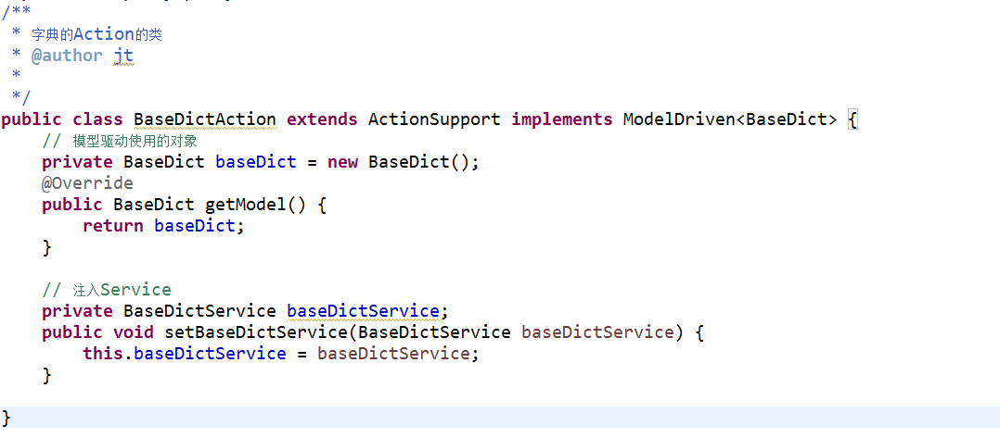 /**
 * 字典的Action的类
 * @author jt
 *
 */
public class BaseDictAction extends ActionSupport implements ModelDriven<BaseDict> {
    // 模型驱动使用的对象
    private BaseDict baseDict = new BaseDict();
    @Override
    public BaseDict getModel() {
        return baseDict;
    }

    // 注入Service
    private BaseDictService baseDictService;
    public void setBaseDictService(BaseDictService baseDictService) {
        this.baseDictService = baseDictService;
    }

}